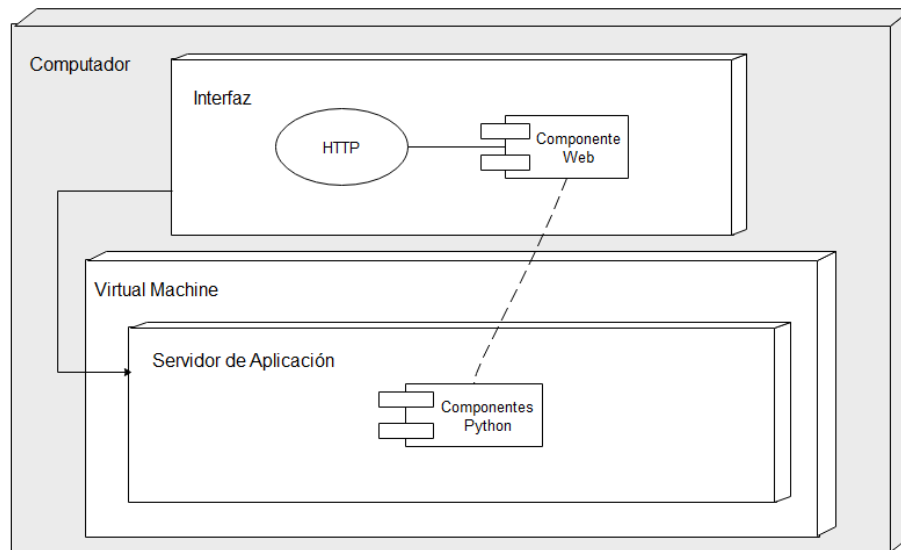 Computador
Interfaz
HTTP
Componente
Web
Virtual Machine
Servidor de Aplicación
Componentes
Python